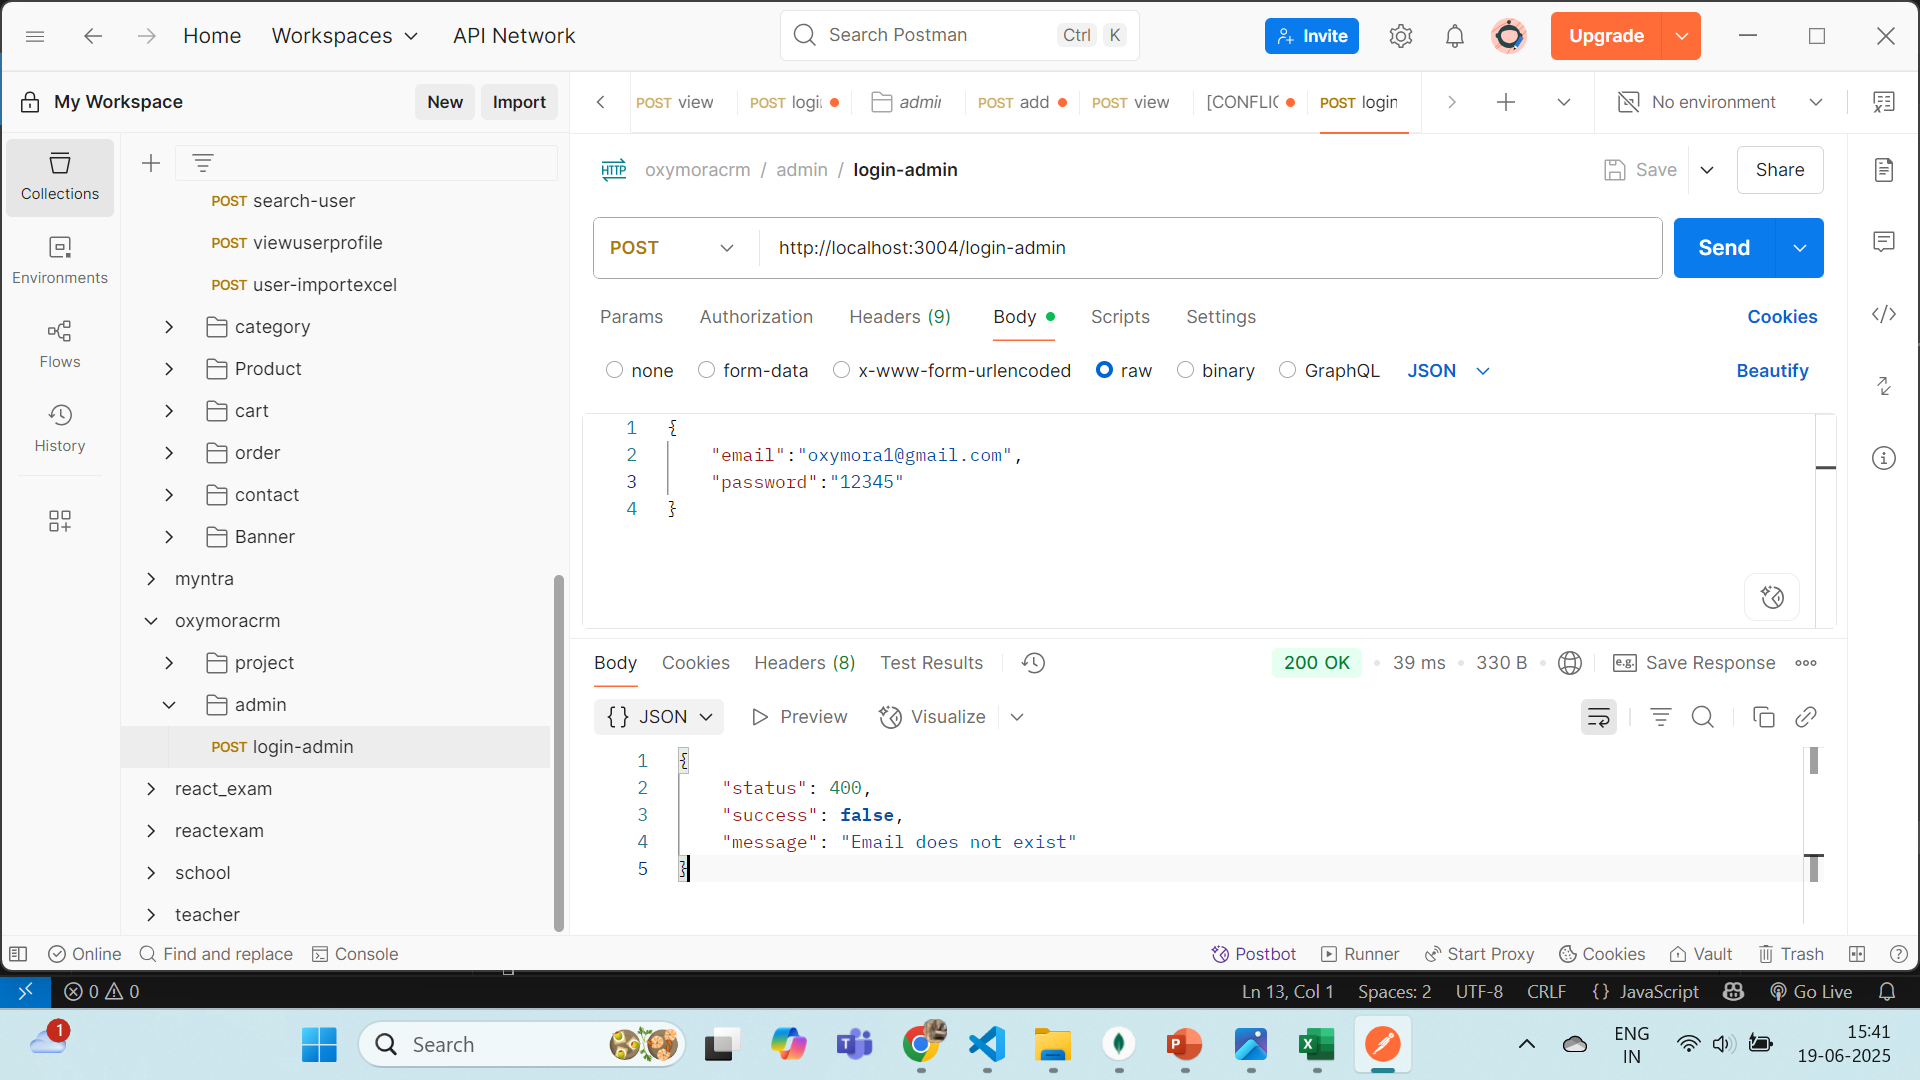 Home
Workspaces
API Network
Search Postman
Ctrl
K
Invite
Upgrade
My Workspace
New
Import
POST view
POST logi
admin
POST add
POST view
[CONFLIC
POST login
No environment
Collections
Environments
Flows
History
POST search-user
POST viewuserprofile
POST user-importexcel
category
Product
cart
order
contact
Banner
myntra
oxymoracrm
project
admin
POST login-admin
react_exam
reactexam
school
teacher
HTTP
oxymoracrm / admin / login-admin
Save
Share
POST
http://localhost:3004/login-admin
Send
Params
Authorization
Headers (9)
Body
Scripts
Settings
Cookies
none
form-data
x-www-form-urlencoded
raw
binary
GraphQL
JSON
Beautify
1 {
2 "email":"oxymora1@gmail.com",
3 "password":"12345"
4 }
Body
Cookies
Headers (8)
Test Results
200 OK
39 ms
330 B
e.g.
Save Response
{} JSON
Preview
Visualize
1 {
2 "status": 400,
3 "success": false,
4 "message": "Email does not exist"
5 }
Online
Find and replace
Console
Postbot
Runner
Start Proxy
Cookies
Vault
Trash
0 0
Ln 13, Col 1
Spaces: 2
UTF-8
CRLF
{} JavaScript
Go Live
1
Search
ENG
IN
15:41
19-06-2025